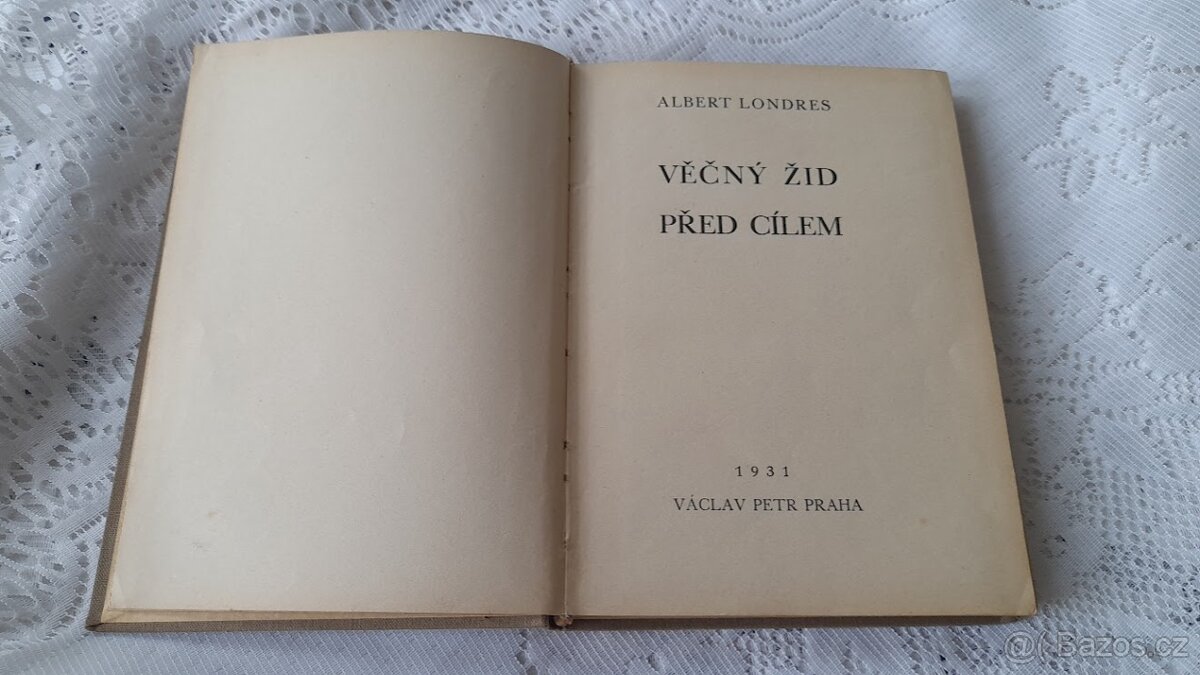 ALBERT LONDRES
VĚČNÝ ŽID
PŘED CÍLEM
1931
VÁCLAV PETR PRAHA
@( Bazos.cz